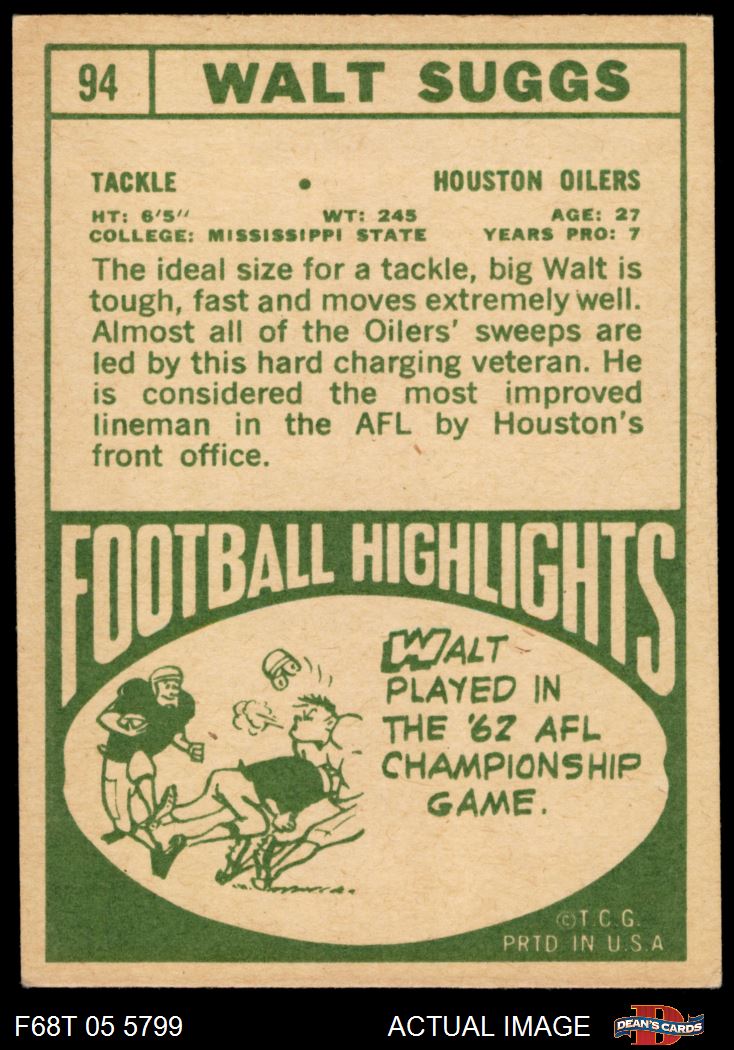 94 WALT SUGGS
TACKLE • HOUSTON OILERS
HT: 6'5" WT: 245 AGE: 27
COLLEGE: MISSISSIPPI STATE YEARS PRO: 7
The ideal size for a tackle, big Walt is
tough, fast and moves extremely well.
Almost all of the Oilers' sweeps are
led by this hard charging veteran. He
is considered the most improved
lineman in the AFL by Houston's
front office.
FOOTBALL HIGHLIGHTS
WALT
PLAYED IN
THE '62 AFL
CHAMPIONSHIP
GAME.
©T.C.G.
PRTD IN U.S.A
F68T 05 5799 ACTUAL IMAGE D DEAN'S CARDS